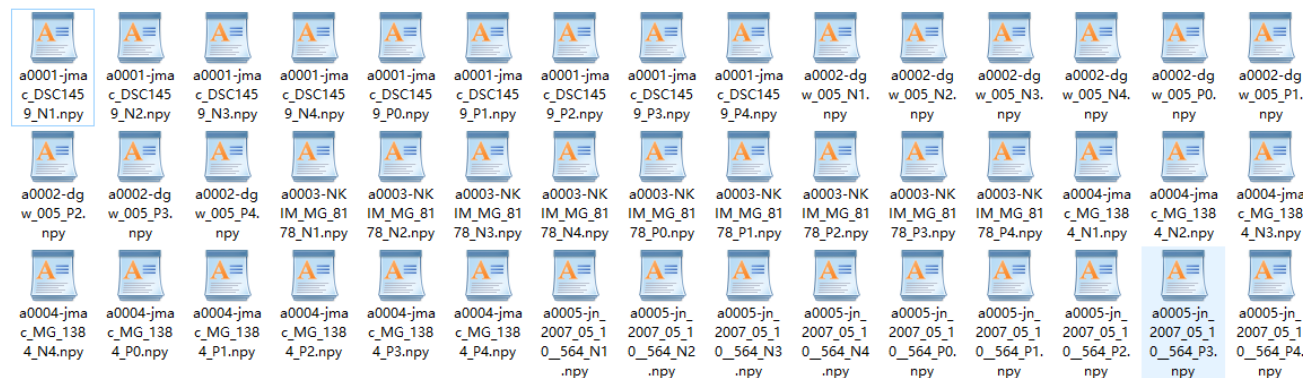 a0001-jma
c_DSC145
9_N1.npy
a0001-jma
c_DSC145
9_N2.npy
a0001-jma
c_DSC145
9_N3.npy
a0001-jma
c_DSC145
9_N4.npy
a0001-jma
c_DSC145
9_P0.npy
a0001-jma
c_DSC145
9_P1.npy
a0001-jma
c_DSC145
9_P2.npy
a0001-jma
c_DSC145
9_P3.npy
a0001-jma
c_DSC145
9_P4.npy
a0002-dg
w_005_N1.
npy
a0002-dg
w_005_N2.
npy
a0002-dg
w_005_N3.
npy
a0002-dg
w_005_N4.
npy
a0002-dg
w_005_P0.
npy
a0002-dg
w_005_P1.
npy
a0002-dg
w_005_P2.
npy
a0002-dg
w_005_P3.
npy
a0002-dg
w_005_P4.
npy
a0003-NK
IM_MG_81
78_N1.npy
a0003-NK
IM_MG_81
78_N2.npy
a0003-NK
IM_MG_81
78_N3.npy
a0003-NK
IM_MG_81
78_N4.npy
a0003-NK
IM_MG_81
78_P0.npy
a0003-NK
IM_MG_81
78_P1.npy
a0003-NK
IM_MG_81
78_P2.npy
a0003-NK
IM_MG_81
78_P3.npy
a0003-NK
IM_MG_81
78_P4.npy
a0004-jma
c_MG_138
4_N1.npy
a0004-jma
c_MG_138
4_N2.npy
a0004-jma
c_MG_138
4_N3.npy
a0004-jma
c_MG_138
4_N4.npy
a0004-jma
c_MG_138
4_P0.npy
a0004-jma
c_MG_138
4_P1.npy
a0004-jma
c_MG_138
4_P2.npy
a0004-jma
c_MG_138
4_P3.npy
a0004-jma
c_MG_138
4_P4.npy
a0005-jn_
2007_05_1
0__564_N1
.npy
a0005-jn_
2007_05_1
0__564_N2
.npy
a0005-jn_
2007_05_1
0__564_N3
.npy
a0005-jn_
2007_05_1
0__564_N4
.npy
a0005-jn_
2007_05_1
0__564_P0.
npy
a0005-jn_
2007_05_1
0__564_P1.
npy
a0005-jn_
2007_05_1
0__564_P2.
npy
a0005-jn_
2007_05_1
0__564_P3.
npy
a0005-jn_
2007_05_1
0__564_P4.
npy